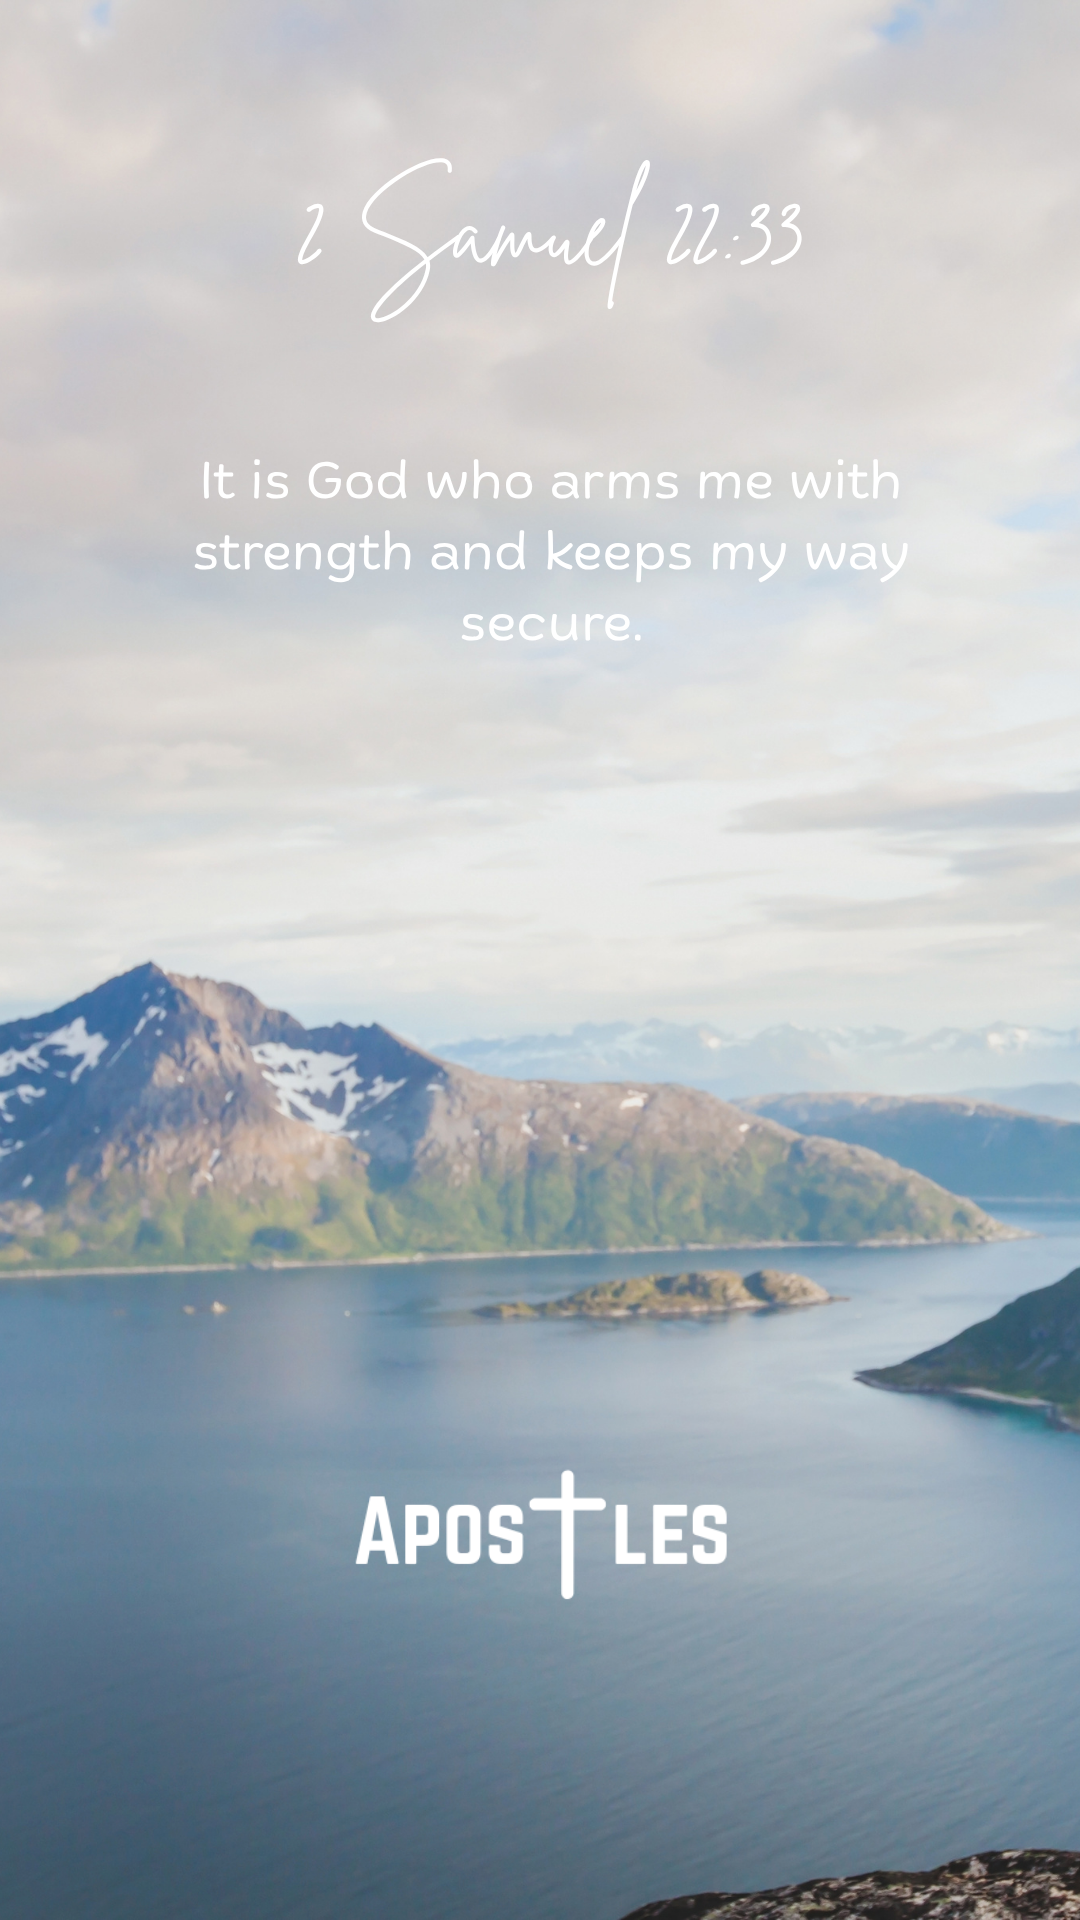 2 Samuel 22:33
It is God who arms me with
strength and keeps my way
secure.
APOSTLES